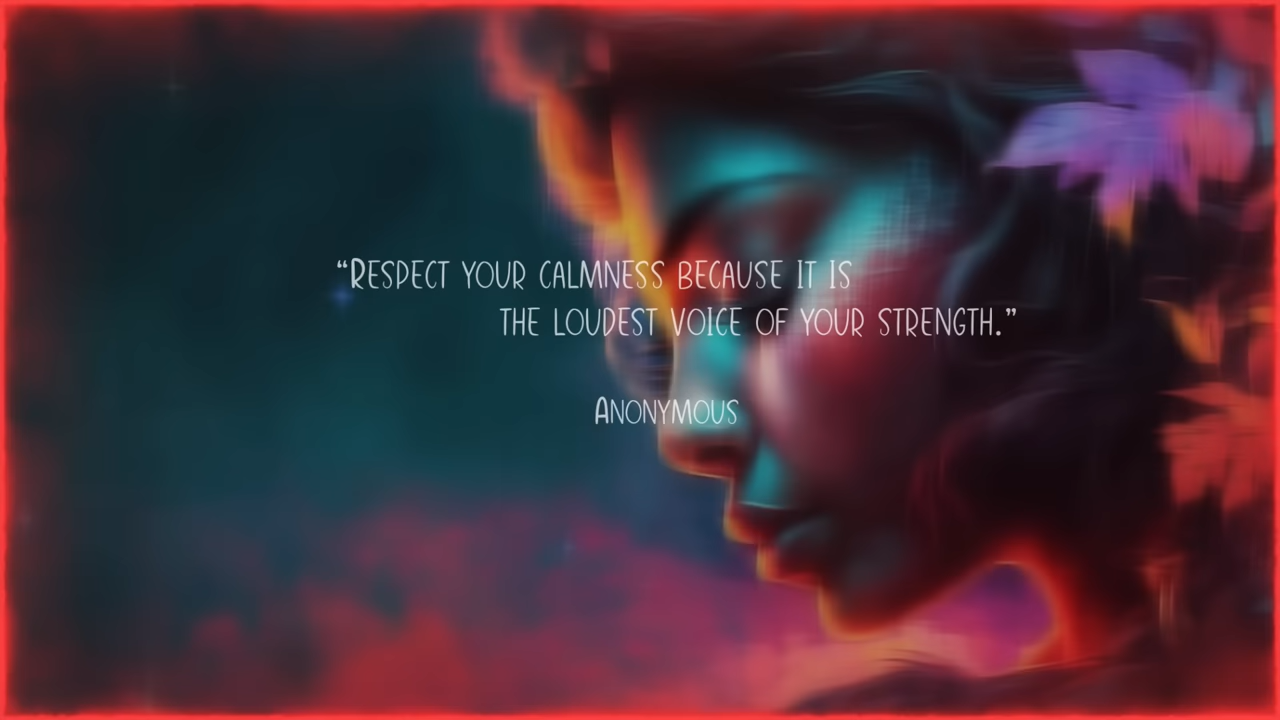 “Respect your calmness because it is
the loudest voice of your strength.”
Anonymous